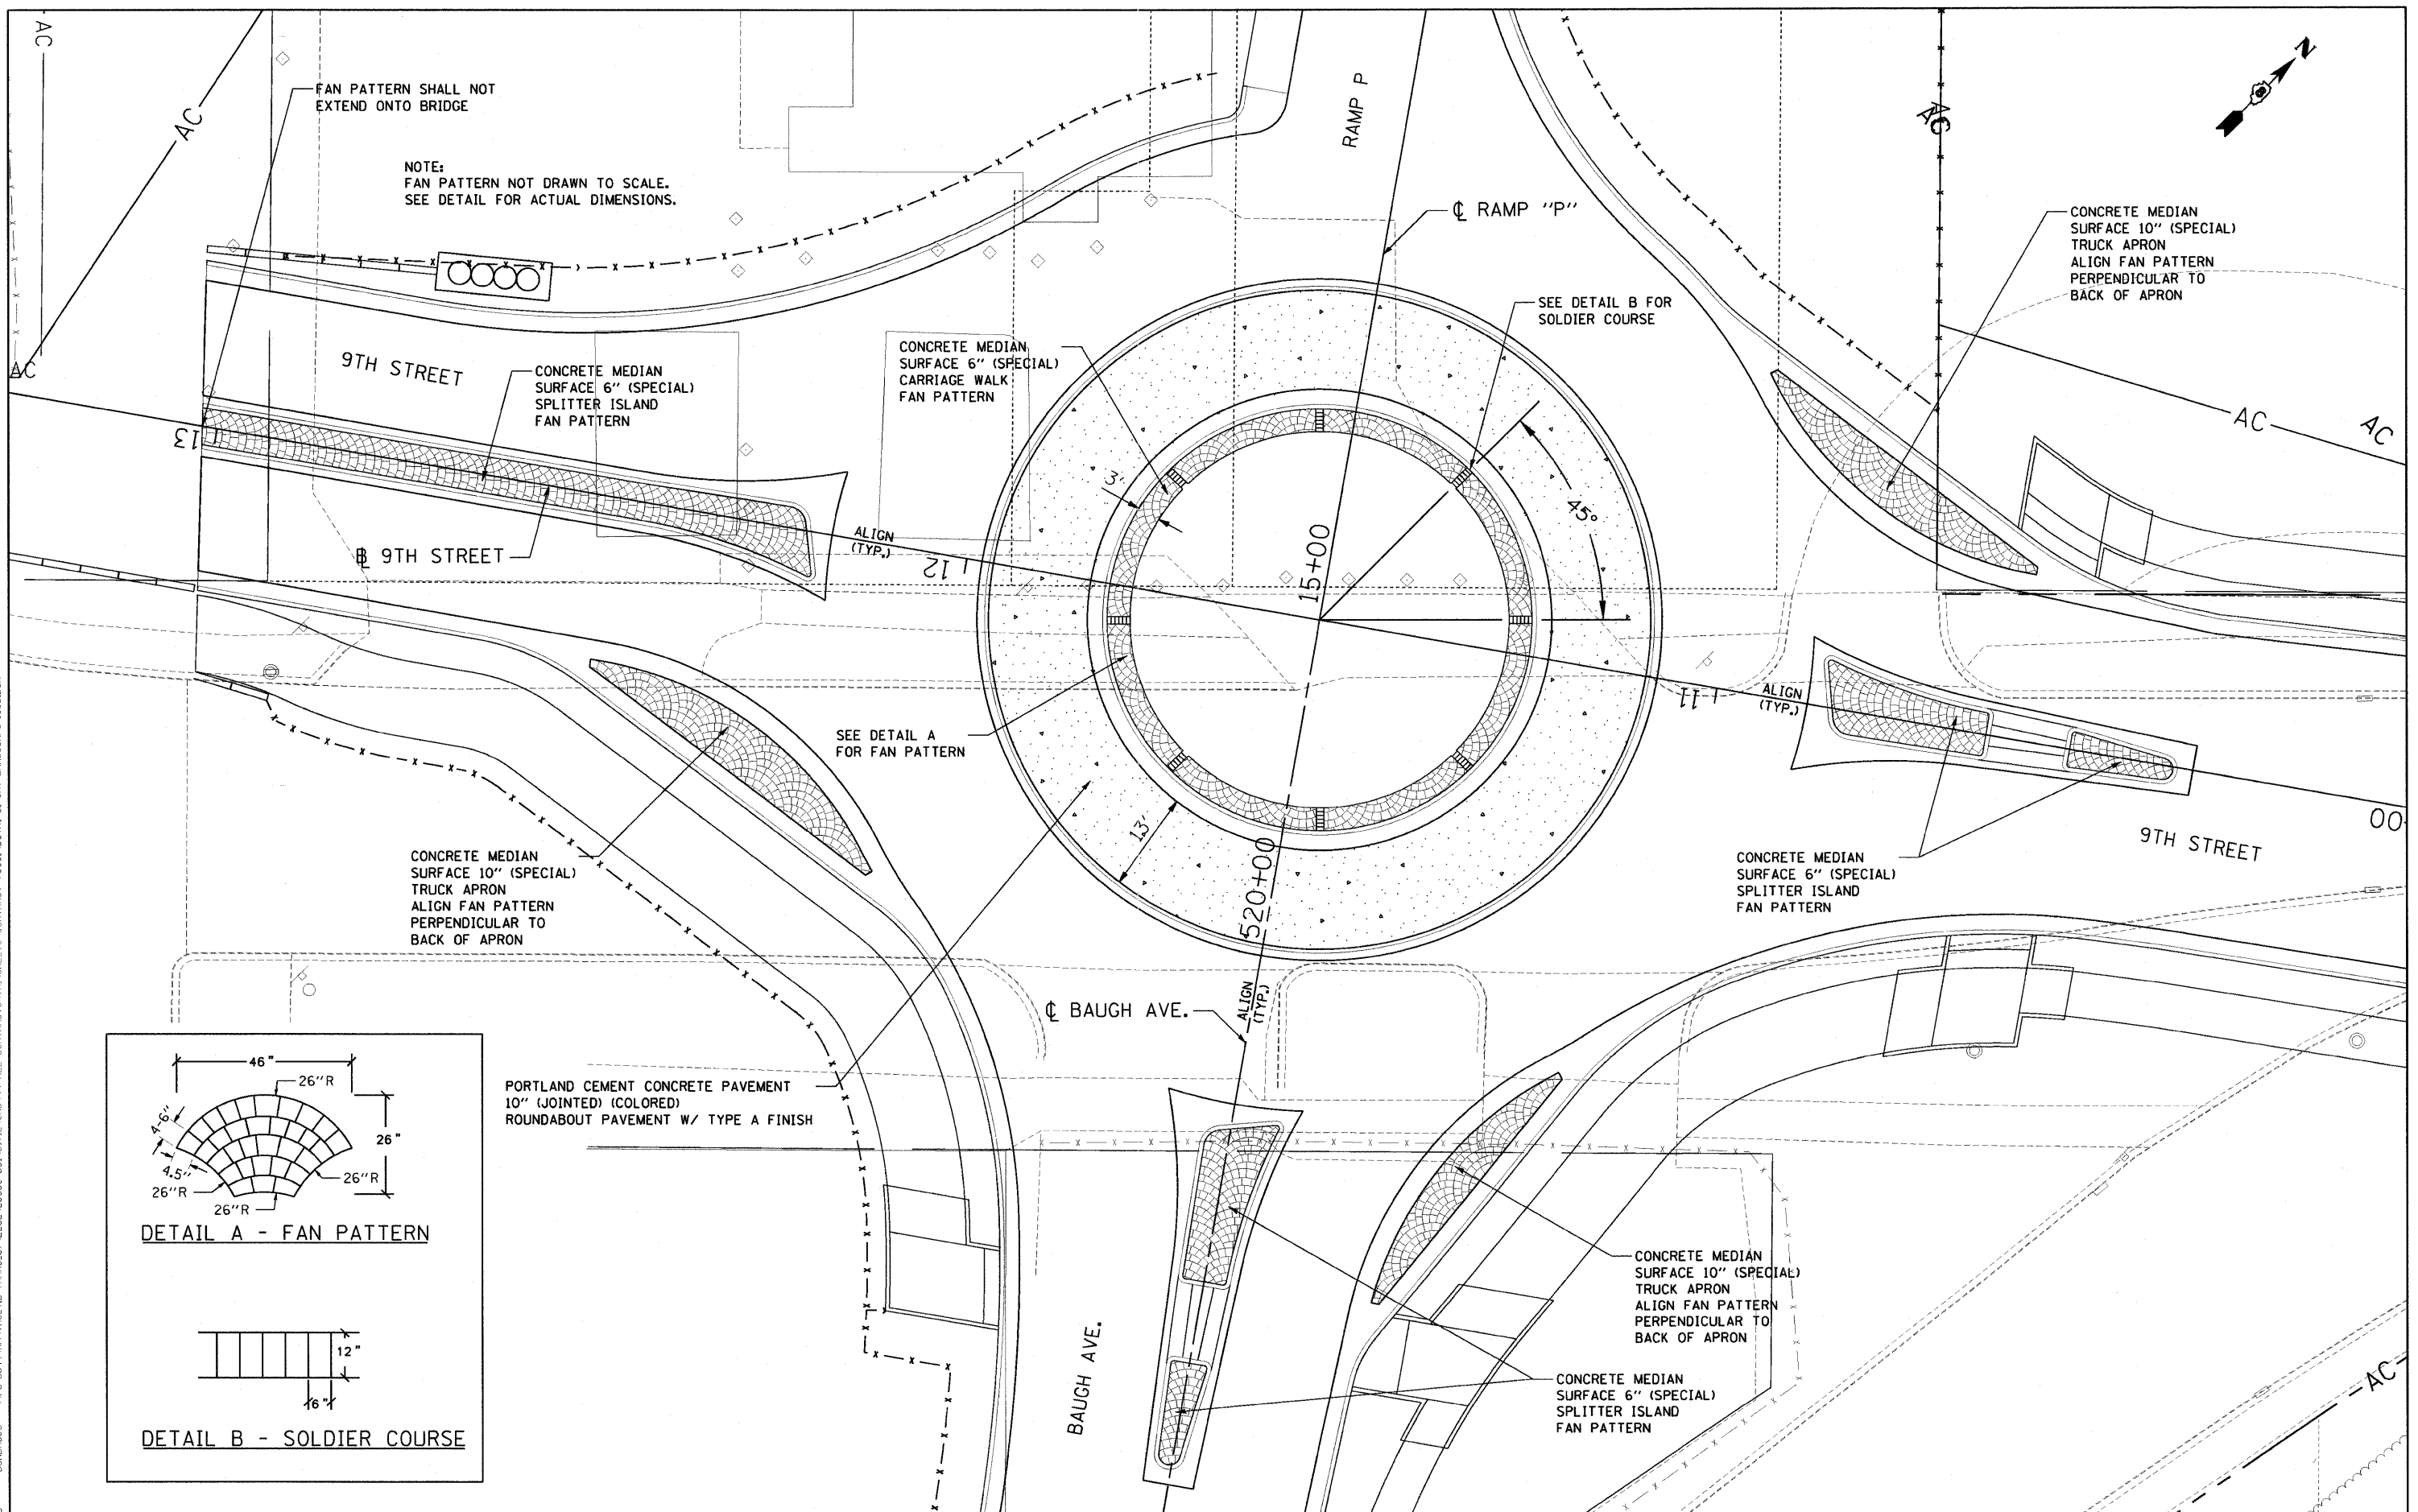 AC
AC
AC
FAN PATTERN SHALL NOT
EXTEND ONTO BRIDGE
NOTE:
FAN PATTERN NOT DRAWN TO SCALE.
SEE DETAIL FOR ACTUAL DIMENSIONS.
RAMP P
℄ RAMP "P"
N
AC
AC
CONCRETE MEDIAN
SURFACE 10" (SPECIAL)
TRUCK APRON
ALIGN FAN PATTERN
PERPENDICULAR TO
BACK OF APRON
SEE DETAIL B FOR
SOLDIER COURSE
9TH STREET
CONCRETE MEDIAN
SURFACE 6" (SPECIAL)
SPLITTER ISLAND
FAN PATTERN
CONCRETE MEDIAN
SURFACE 6" (SPECIAL)
CARRIAGE WALK
FAN PATTERN
AC
AC
13
3'
45°
B 9TH STREET
ALIGN
(TYP.)
12
15+00
11
ALIGN
(TYP.)
SEE DETAIL A
FOR FAN PATTERN
13'
520+00
00
9TH STREET
CONCRETE MEDIAN
SURFACE 10" (SPECIAL)
TRUCK APRON
ALIGN FAN PATTERN
PERPENDICULAR TO
BACK OF APRON
CONCRETE MEDIAN
SURFACE 6" (SPECIAL)
SPLITTER ISLAND
FAN PATTERN
℄ BAUGH AVE.
ALIGN
(TYP.)
PORTLAND CEMENT CONCRETE PAVEMENT
10" (JOINTED) (COLORED)
ROUNDABOUT PAVEMENT W/ TYPE A FINISH
46"
26"R
4-6"
26"
4.5"
26"R
26"R
26"R
DETAIL A - FAN PATTERN
12"
6"
DETAIL B - SOLDIER COURSE
BAUGH AVE.
CONCRETE MEDIAN
SURFACE 10" (SPECIAL)
TRUCK APRON
ALIGN FAN PATTERN
PERPENDICULAR TO
BACK OF APRON
CONCRETE MEDIAN
SURFACE 6" (SPECIAL)
SPLITTER ISLAND
FAN PATTERN
AC